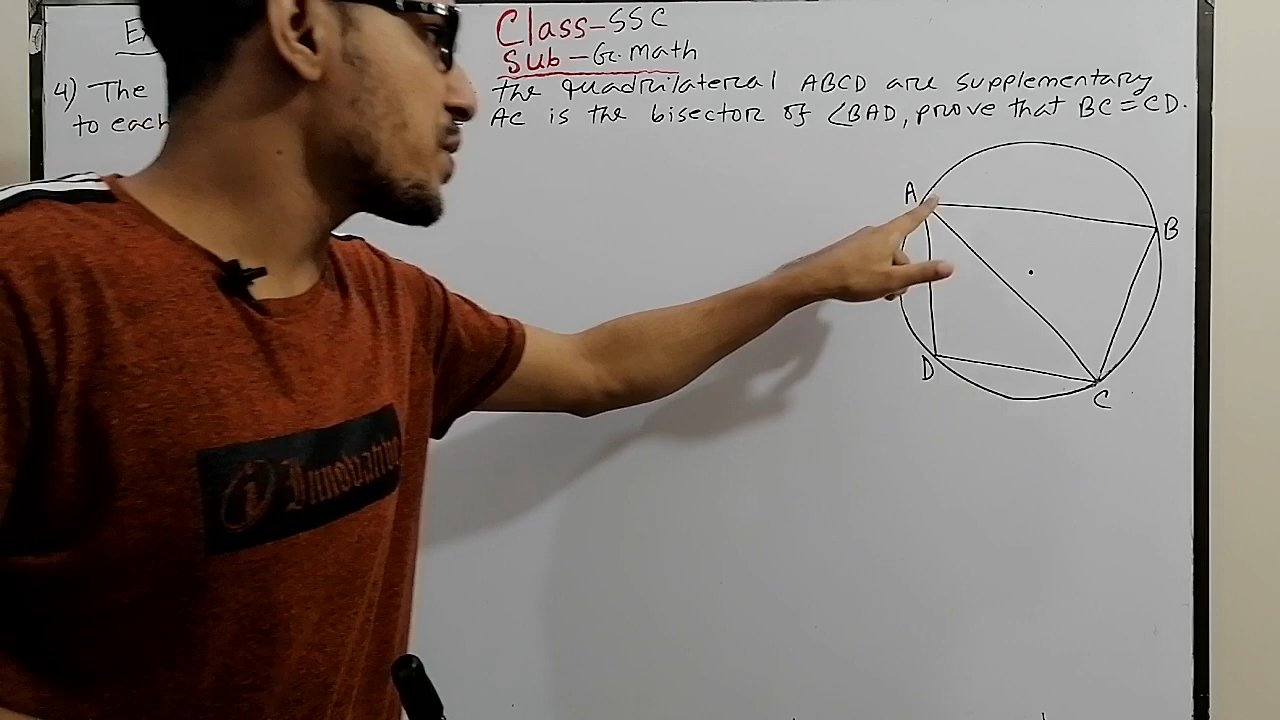 Class-SSC
Sub-G. Math
4) The the quadrilateral ABCD are supplementary
to each AC is the bisector of ∠BAD, prove that BC=CD.
A
B
D
C
i Innovative